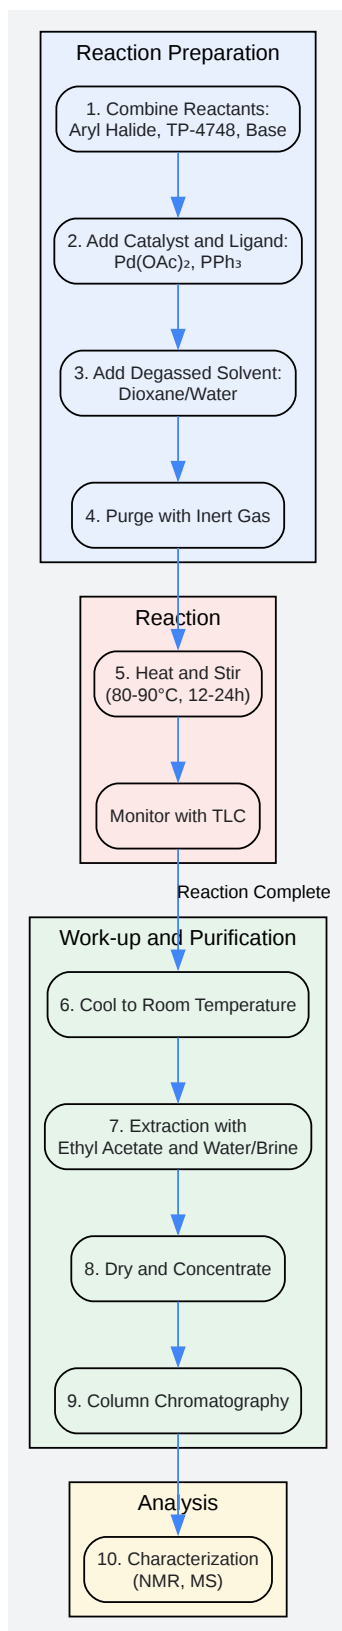 Reaction Preparation
1. Combine Reactants:
Aryl Halide, TP-4748, Base
2. Add Catalyst and Ligand:
Pd(OAc)₂, PPh₃
3. Add Degassed Solvent:
Dioxane/Water
4. Purge with Inert Gas
Reaction
5. Heat and Stir
(80-90°C, 12-24h)
Monitor with TLC
Reaction Complete
Work-up and Purification
6. Cool to Room Temperature
7. Extraction with
Ethyl Acetate and Water/Brine
8. Dry and Concentrate
9. Column Chromatography
Analysis
10. Characterization
(NMR, MS)